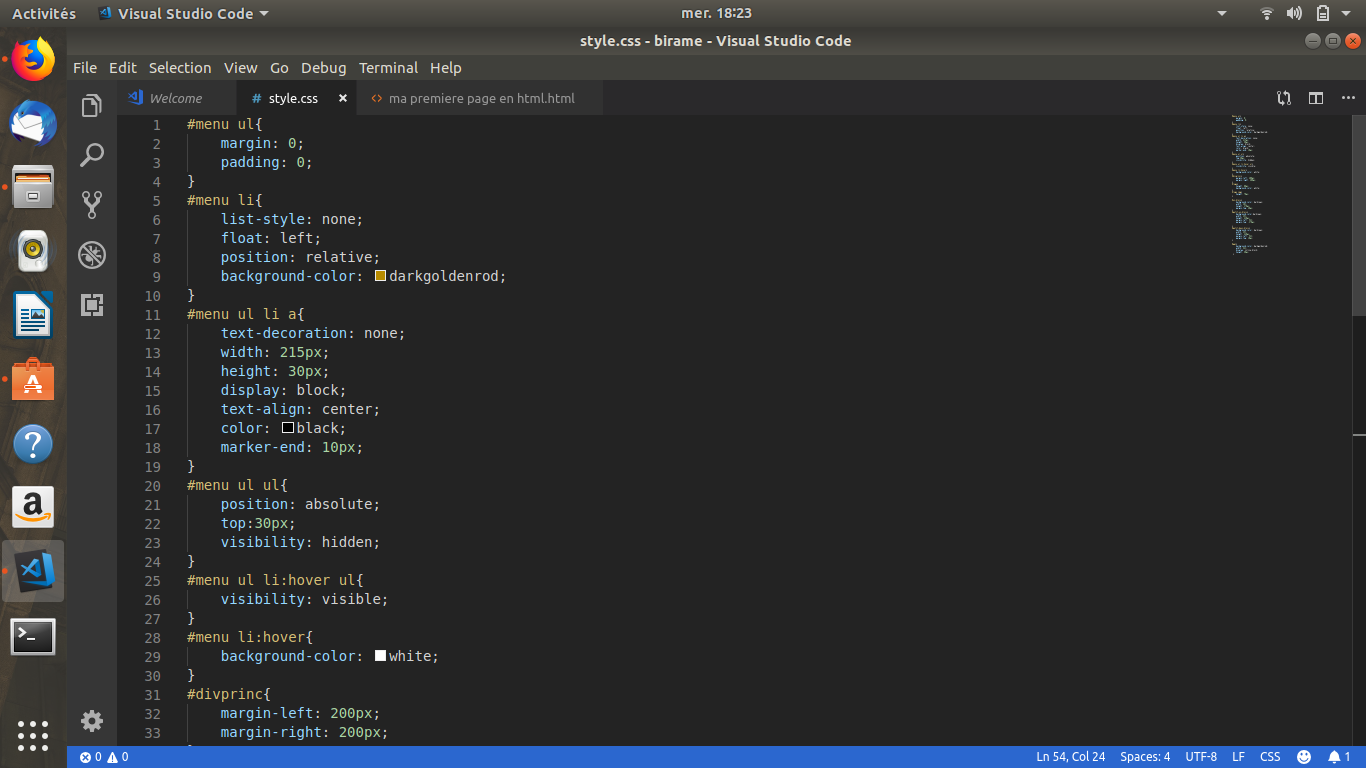 Activités Visual Studio Code mer. 18:23
style.css - birame - Visual Studio Code
File Edit Selection View Go Debug Terminal Help
Welcome # style.css × <> ma premiere page en html.html ···
1 #menu ul{
2 margin: 0;
3 padding: 0;
4 }
5 #menu li{
6 list-style: none;
7 float: left;
8 position: relative;
9 background-color: darkgoldenrod;
10 }
11 #menu ul li a{
12 text-decoration: none;
13 width: 215px;
14 height: 30px;
15 display: block;
16 text-align: center;
17 color: black;
18 marker-end: 10px;
19 }
20 #menu ul ul{
21 position: absolute;
22 top:30px;
23 visibility: hidden;
24 }
25 #menu ul li:hover ul{
26 visibility: visible;
27 }
28 #menu li:hover{
29 background-color: white;
30 }
31 #divprinc{
32 margin-left: 200px;
33 margin-right: 200px;
0 0 Ln 54, Col 24 Spaces: 4 UTF-8 LF CSS 1